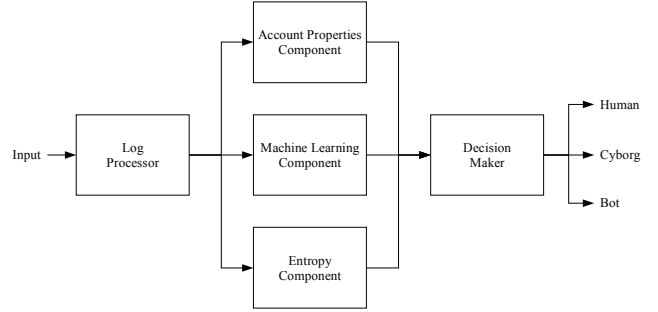 Input
Log
Processor
Account Properties
Component
Machine Learning
Component
Entropy
Component
Decision
Maker
Human
Cyborg
Bot